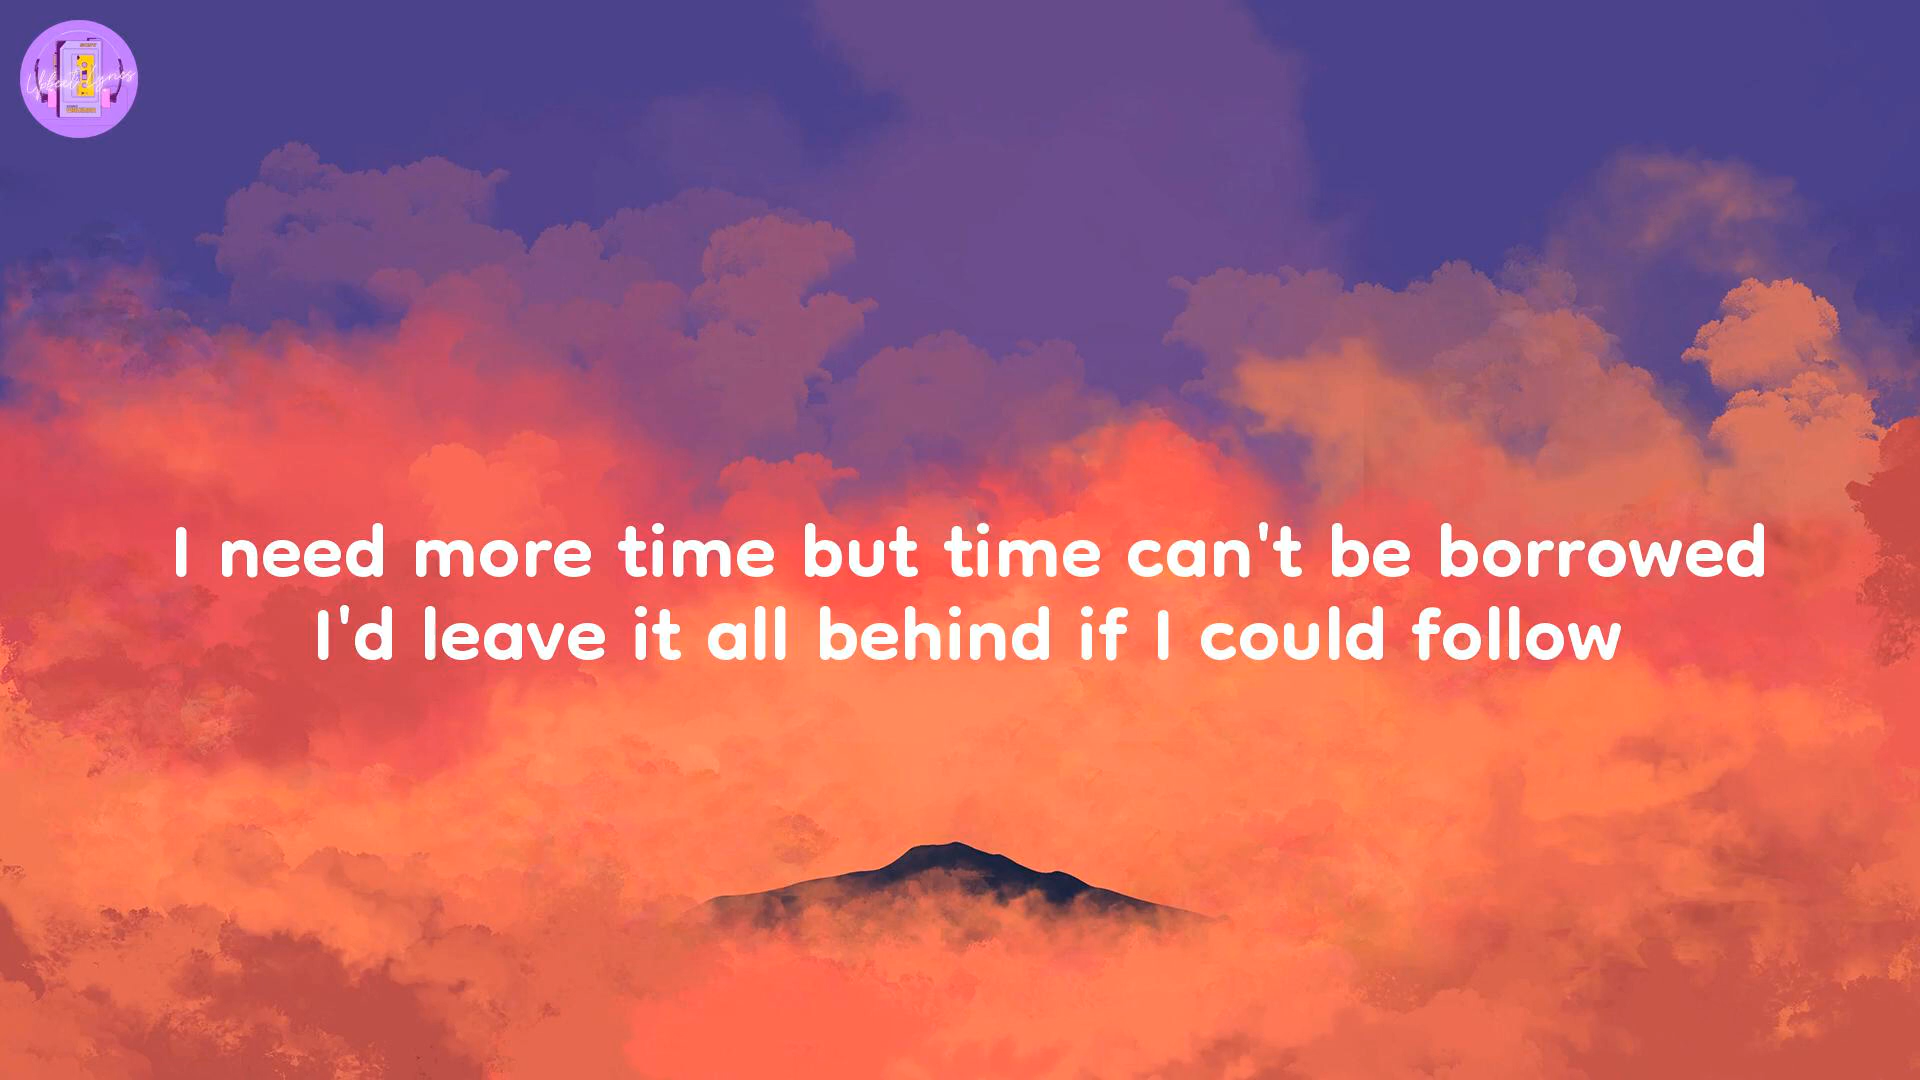 I need more time but time can't be borrowed
I'd leave it all behind if I could follow